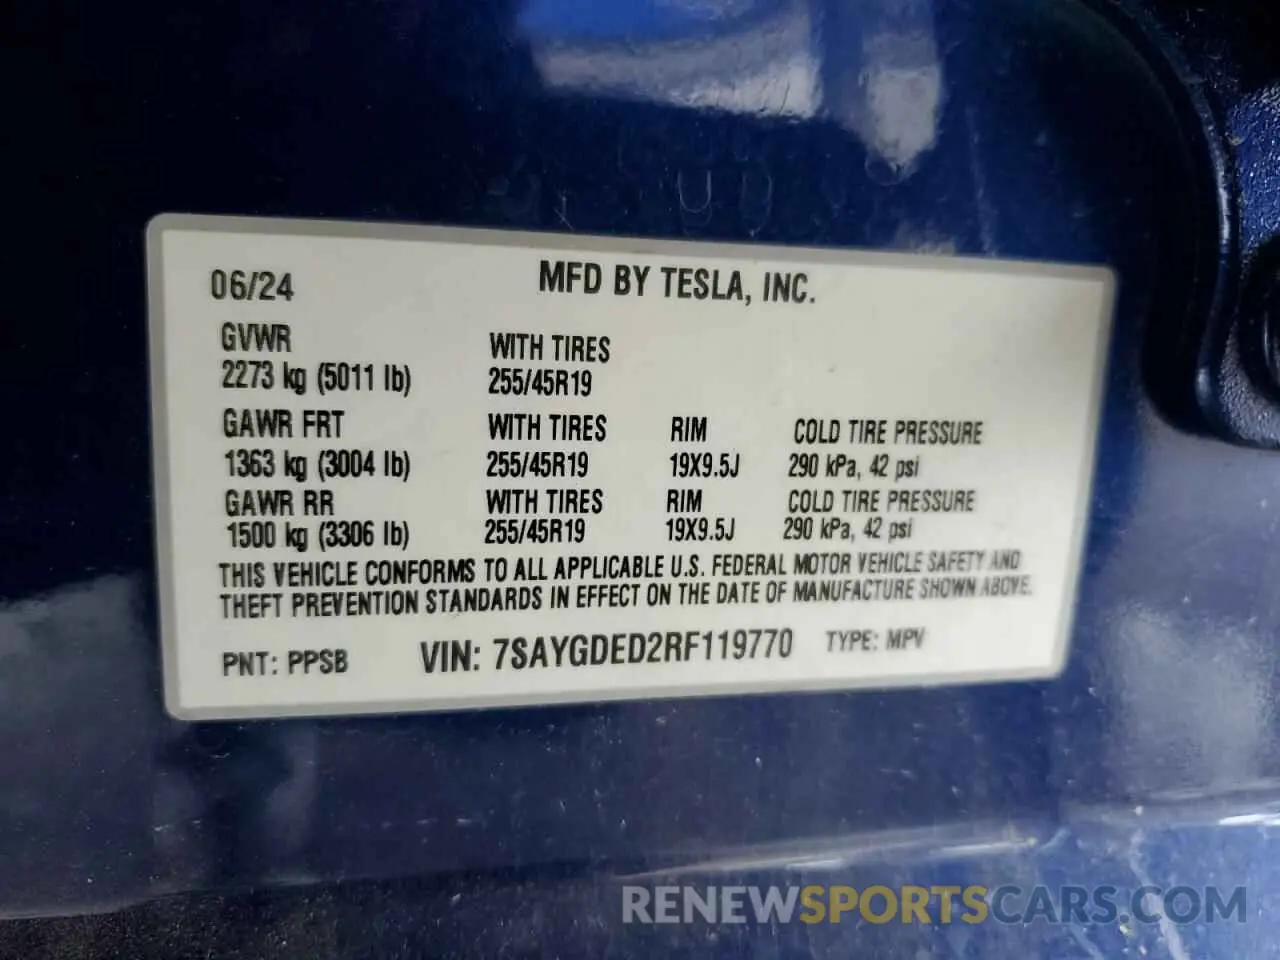 06/24 MFD BY TESLA, INC.
GVWR WITH TIRES
2273 kg (5011 lb) 255/45R19
GAWR FRT WITH TIRES RIM COLD TIRE PRESSURE
1363 kg (3004 lb) 255/45R19 19X9.5J 290 kPa, 42 psi
GAWR RR WITH TIRES RIM COLD TIRE PRESSURE
1500 kg (3306 lb) 255/45R19 19X9.5J 290 kPa, 42 psi
THIS VEHICLE CONFORMS TO ALL APPLICABLE U.S. FEDERAL MOTOR VEHICLE SAFETY AND
THEFT PREVENTION STANDARDS IN EFFECT ON THE DATE OF MANUFACTURE SHOWN ABOVE.
PNT: PPSB VIN: 7SAYGDED2RF119770 TYPE: MPV
RENEWSPORTSCARS.COM